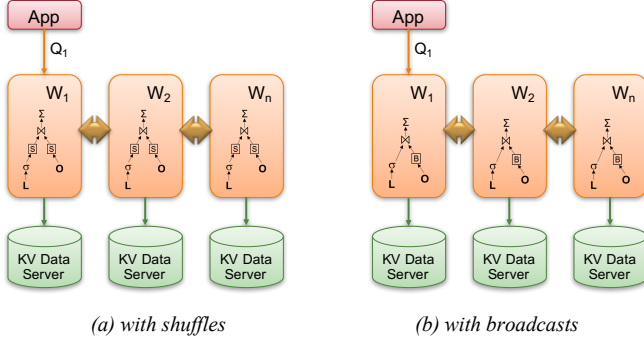 App
Q1
W1
W2
Wn
Σ
⋈
S S
σ
L O
Σ
⋈
S S
σ
L O
Σ
⋈
S S
σ
L O
KV Data
Server
KV Data
Server
KV Data
Server
(a) with shuffles
App
Q1
W1
W2
Wn
Σ
⋈
B
σ
L O
Σ
⋈
B
σ
L O
Σ
⋈
B
σ
L O
KV Data
Server
KV Data
Server
KV Data
Server
(b) with broadcasts